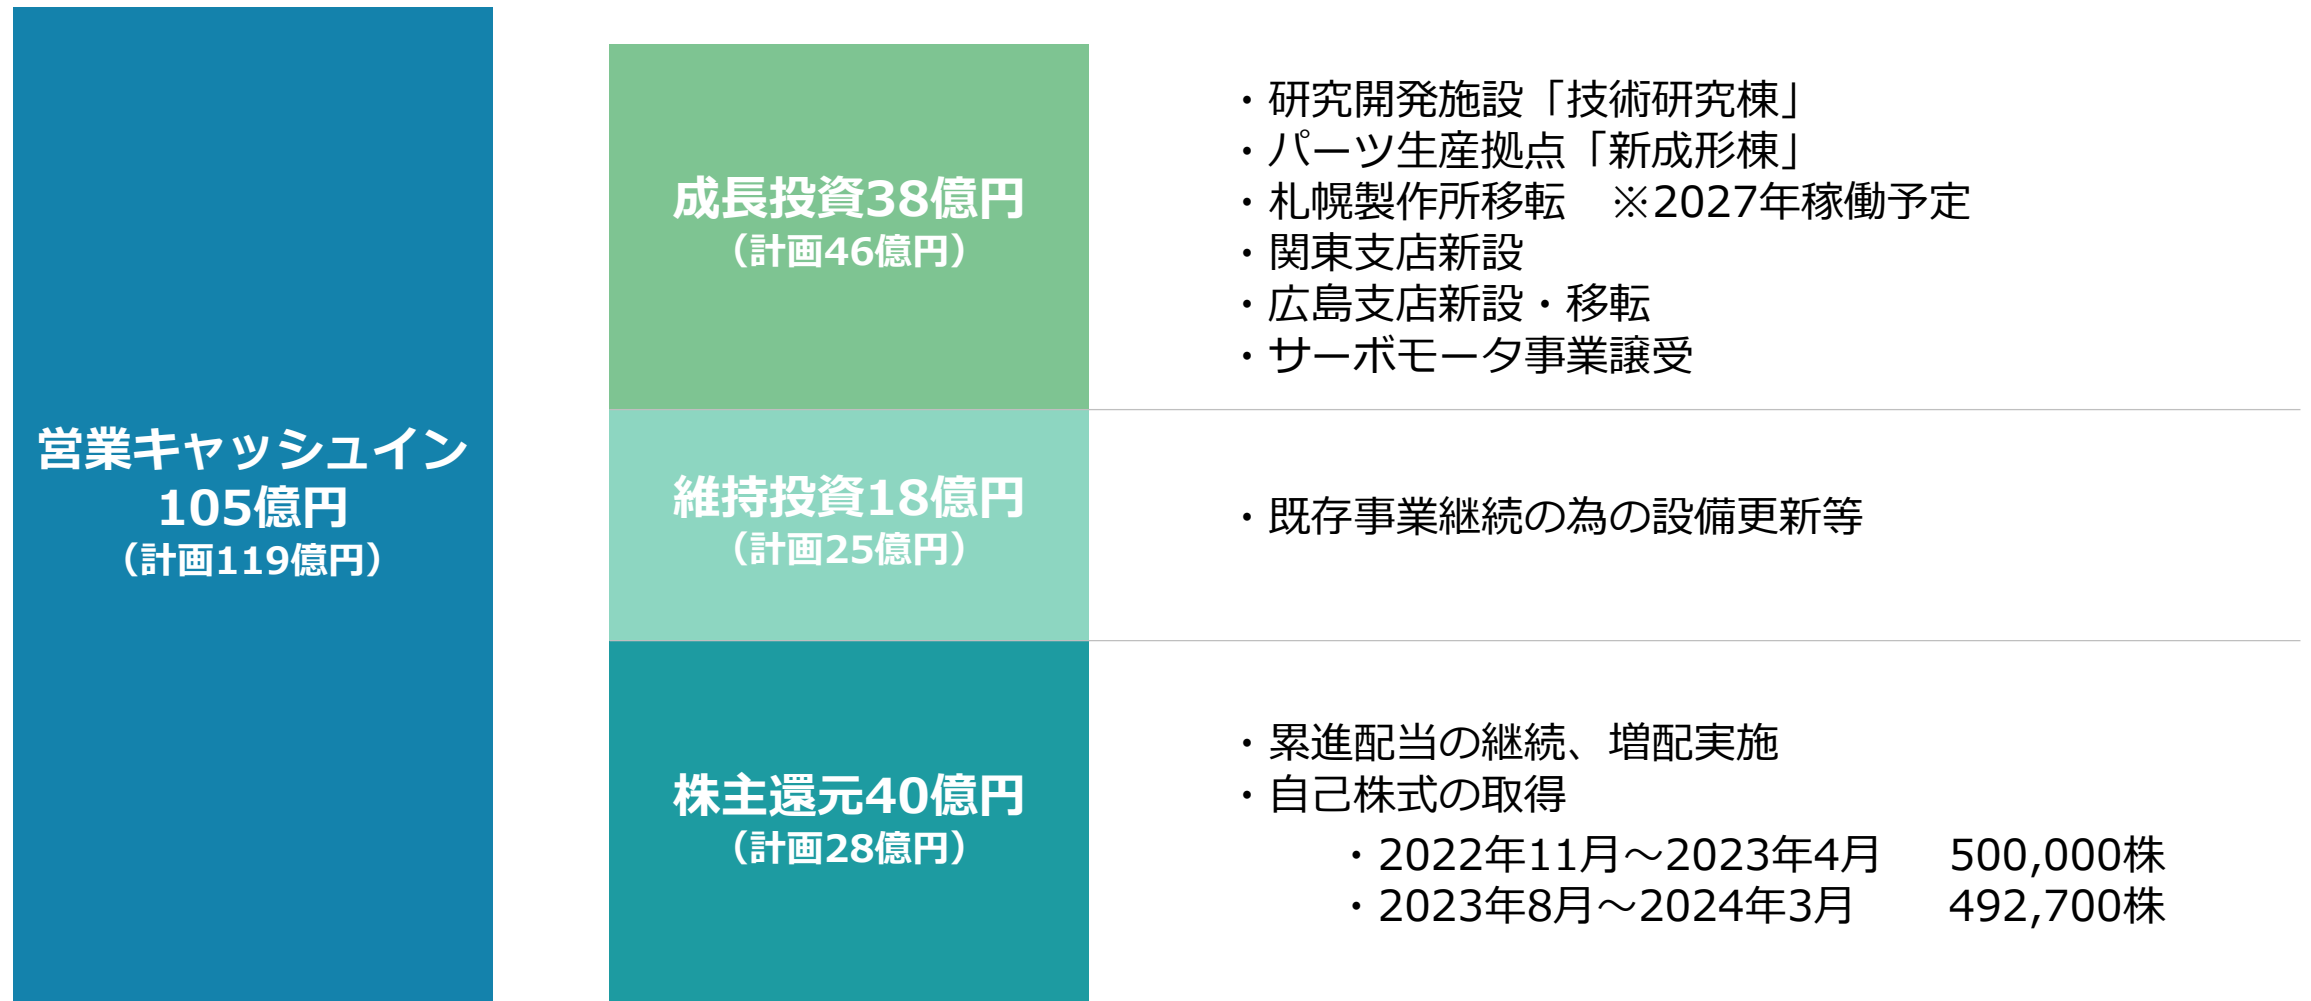 営業キャッシュイン
105億円
（計画119億円）
成長投資38億円
（計画46億円）
・研究開発施設「技術研究棟」
・パーツ生産拠点「新成形棟」
・札幌製作所移転　※2027年稼働予定
・関東支店新設
・広島支店新設・移転
・サーボモータ事業譲受
維持投資18億円
（計画25億円）
・既存事業継続の為の設備更新等
株主還元40億円
（計画28億円）
・累進配当の継続、増配実施
・自己株式の取得
・2022年11月～2023年4月　500,000株
・2023年8月～2024年3月　492,700株